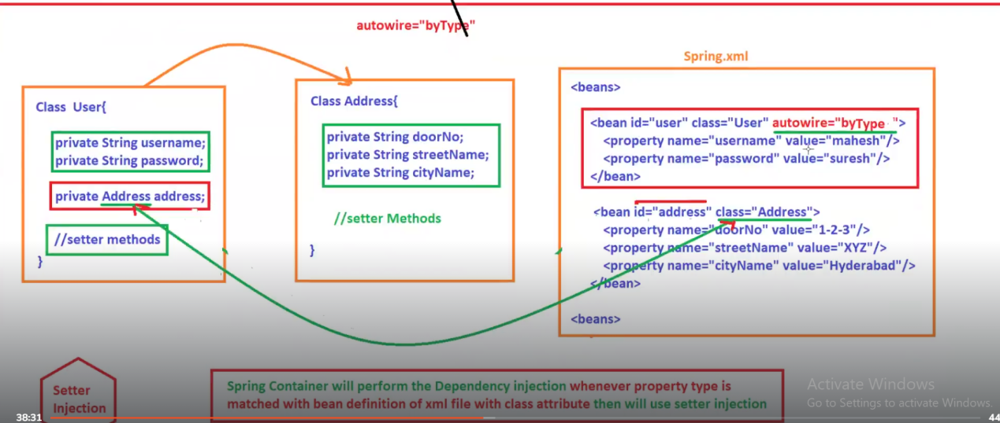 autowire="byType"
Spring.xml
Class User{
private String username;
private String password;
private Address address;
//setter methods
}
Class Address{
private String doorNo;
private String streetName;
private String cityName;
//setter Methods
}
<beans>
<bean id="user" class="User" autowire="byType ">
<property name="username" value="mahesh"/>
<property name="password" value="suresh"/>
</bean>
<bean id="address" class="Address">
<property name="doorNo" value="1-2-3"/>
<property name="streetName" value="XYZ"/>
<property name="cityName" value="Hyderabad"/>
</bean>
<beans>
Setter
Injection
Spring Container will perform the Dependency injection whenever property type is
matched with bean definition of xml file with class attribute then will use setter injection
Activate Windows
Go to Settings to activate Windows.
38:31
44